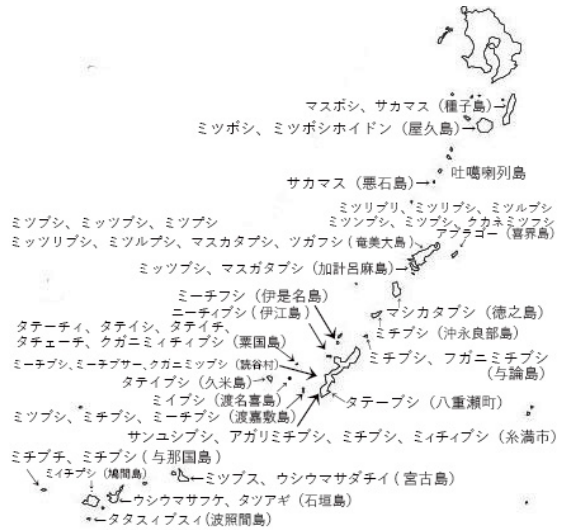 マスボシ、サカマス（種子島）→
ミツボシ、ミツボシホイドン（屋久島）→
吐噶喇列島
サカマス（悪石島）→
ミツリブリ、ミツリブシ、ミツルブシ
ミツンブシ、ミツブシ、クガネミツフシ
アブラゴー（喜界島）
ミツブシ、ミッツブシ、ミツプシ
ミッツリブシ、ミツルプシ、マスカタプシ、ツガフシ（奄美大島）
ミッツブシ、マスガタブシ（加計呂麻島）→
マシカタブシ（徳之島）
ミチブシ（沖永良部島）
ミチブシ、フガニミチブシ
（与論島）
ミーチフシ（伊是名島）
ニーティブシ（伊江島）
タテーチィ、タテイシ、タテイチ、
タチェーチ、クガニミィチィブシ（粟国島）
ミーチブシ、ミーチブサー、クガニミツブシ（読谷村）
タテイブシ（久米島）
ミイブシ（渡名喜島）
ミツブシ、ミチブシ、ミーチブシ（渡嘉敷島）
タテーブシ（八重瀬町）
サンユシブシ、アガリミチブシ、ミチブシ、ミィティブシ（糸満市）
ミチブチ、ミチブシ（与那国島）
ミイチブシ（鳩間島）
←ミツブス、ウシウマサダチイ（宮古島）
←ウシウマサフケ、タツアギ（石垣島）
←タタスィブスィ（波照間島）